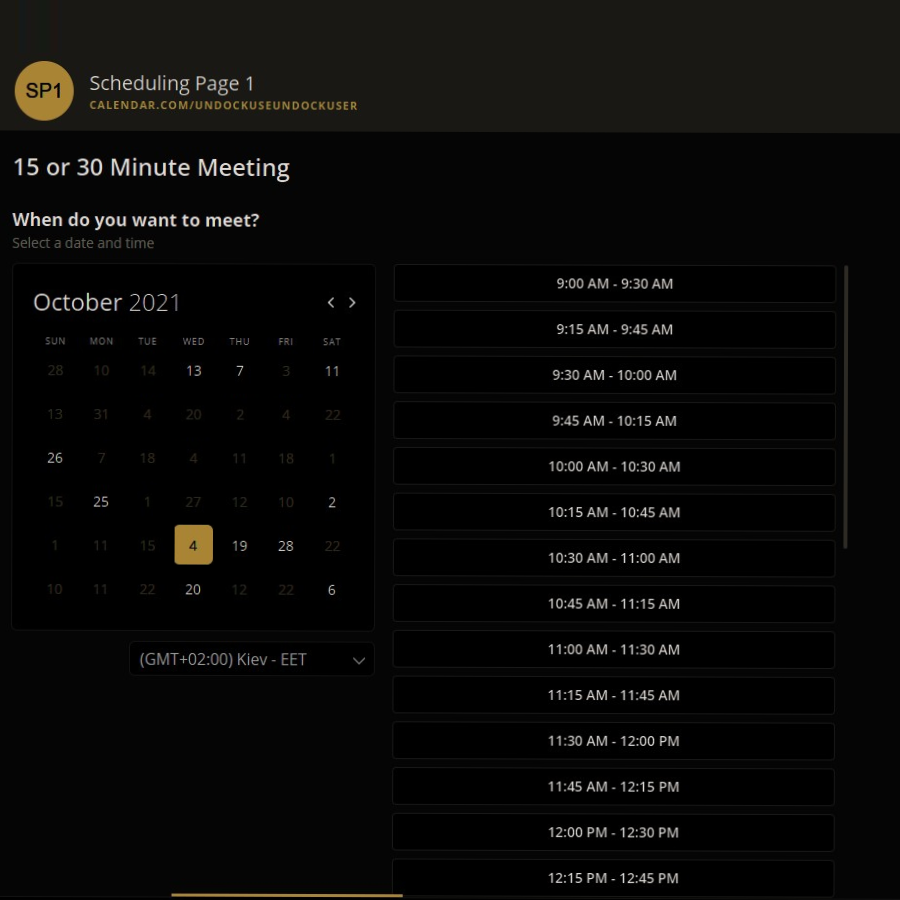 SP1
Scheduling Page 1
CALENDAR.COM/UNDOCKUSEUNDOCKUSER
15 or 30 Minute Meeting
When do you want to meet?
Select a date and time
October 2021
SUN MON TUE WED THU FRI SAT
28 10 14 13 7 3 11
13 31 4 20 2 4 22
26 7 18 4 11 18 1
15 25 1 27 12 10 2
1 11 15 4 19 28 22
10 11 22 20 12 22 6
(GMT+02:00) Kiev - EET
9:00 AM - 9:30 AM
9:15 AM - 9:45 AM
9:30 AM - 10:00 AM
9:45 AM - 10:15 AM
10:00 AM - 10:30 AM
10:15 AM - 10:45 AM
10:30 AM - 11:00 AM
10:45 AM - 11:15 AM
11:00 AM - 11:30 AM
11:15 AM - 11:45 AM
11:30 AM - 12:00 PM
11:45 AM - 12:15 PM
12:00 PM - 12:30 PM
12:15 PM - 12:45 PM